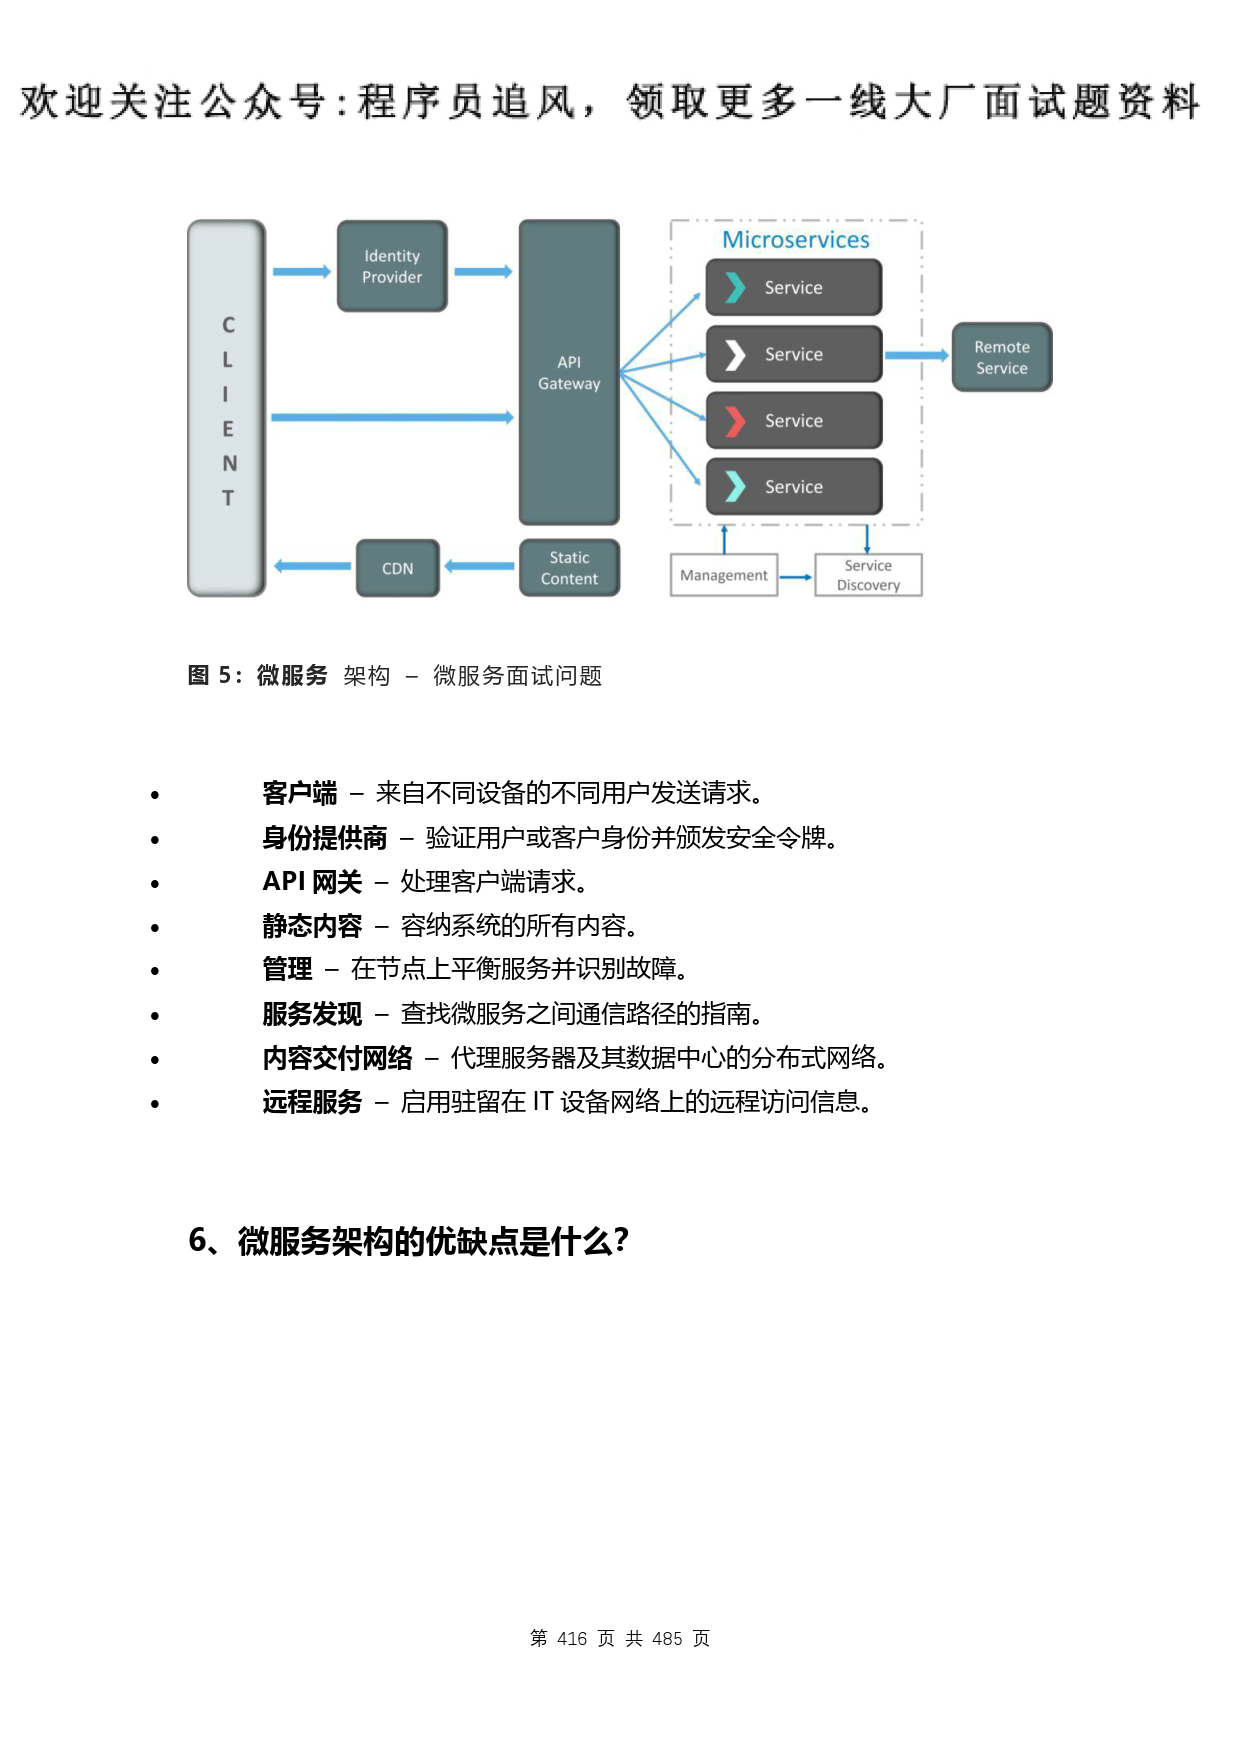 欢迎关注公众号:程序员追风，领取更多一线大厂面试题资料
CLIENT
Identity
Provider
API
Gateway
CDN
Static
Content
Microservices
Service
Service
Service
Service
Remote
Service
Management
Service
Discovery
图 5：微服务 架构 – 微服务面试问题
• 客户端 – 来自不同设备的不同用户发送请求。
• 身份提供商 – 验证用户或客户身份并颁发安全令牌。
• API 网关 – 处理客户端请求。
• 静态内容 – 容纳系统的所有内容。
• 管理 – 在节点上平衡服务并识别故障。
• 服务发现 – 查找微服务之间通信路径的指南。
• 内容交付网络 – 代理服务器及其数据中心的分布式网络。
• 远程服务 – 启用驻留在 IT 设备网络上的远程访问信息。
6、微服务架构的优缺点是什么？
第 416 页 共 485 页